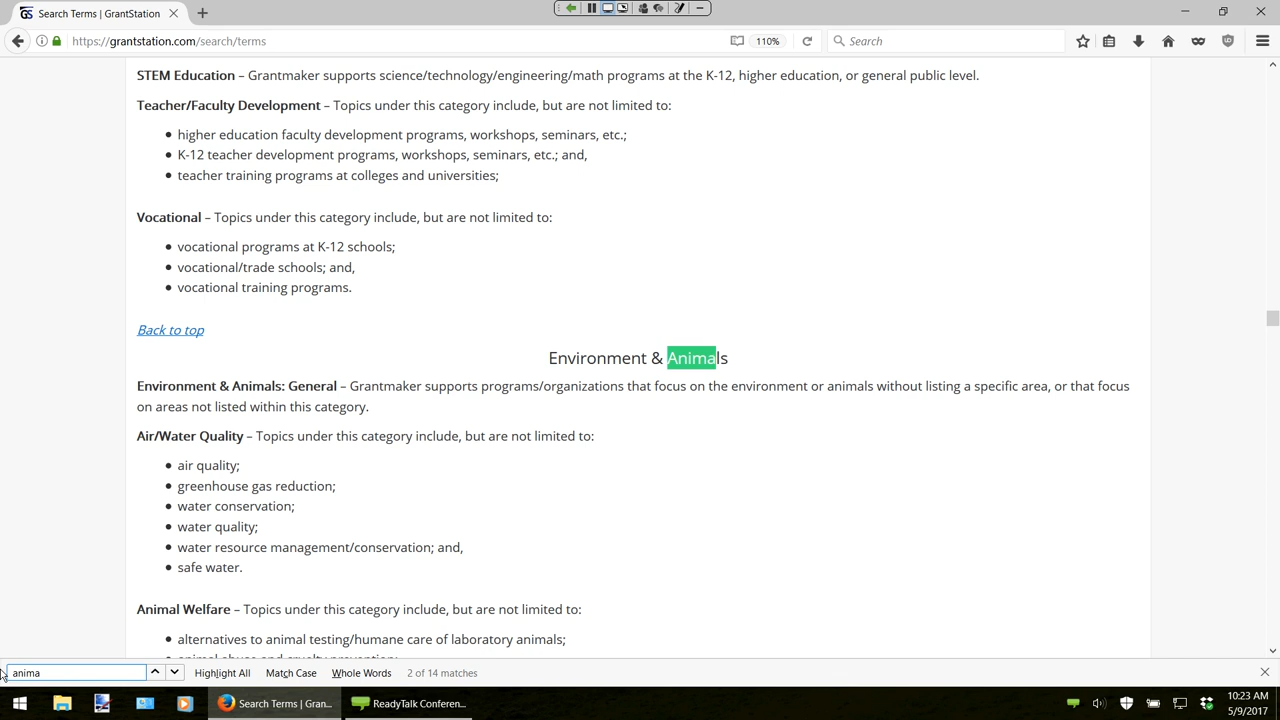 Search Terms | GrantStation
https://grantstation.com/search/terms
110%
Search
STEM Education – Grantmaker supports science/technology/engineering/math programs at the K-12, higher education, or general public level.
Teacher/Faculty Development – Topics under this category include, but are not limited to:
higher education faculty development programs, workshops, seminars, etc.;
K-12 teacher development programs, workshops, seminars, etc.; and,
teacher training programs at colleges and universities;
Vocational – Topics under this category include, but are not limited to:
vocational programs at K-12 schools;
vocational/trade schools; and,
vocational training programs.
Back to top
Environment & Animals
Environment & Animals: General – Grantmaker supports programs/organizations that focus on the environment or animals without listing a specific area, or that focus
on areas not listed within this category.
Air/Water Quality – Topics under this category include, but are not limited to:
air quality;
greenhouse gas reduction;
water conservation;
water quality;
water resource management/conservation; and,
safe water.
Animal Welfare – Topics under this category include, but are not limited to:
alternatives to animal testing/humane care of laboratory animals;
animal abuse and cruelty prevention;
anima
Highlight All
Match Case
Whole Words
2 of 14 matches
Search Terms | Gran...
ReadyTalk Conferen...
10:23 AM
5/9/2017